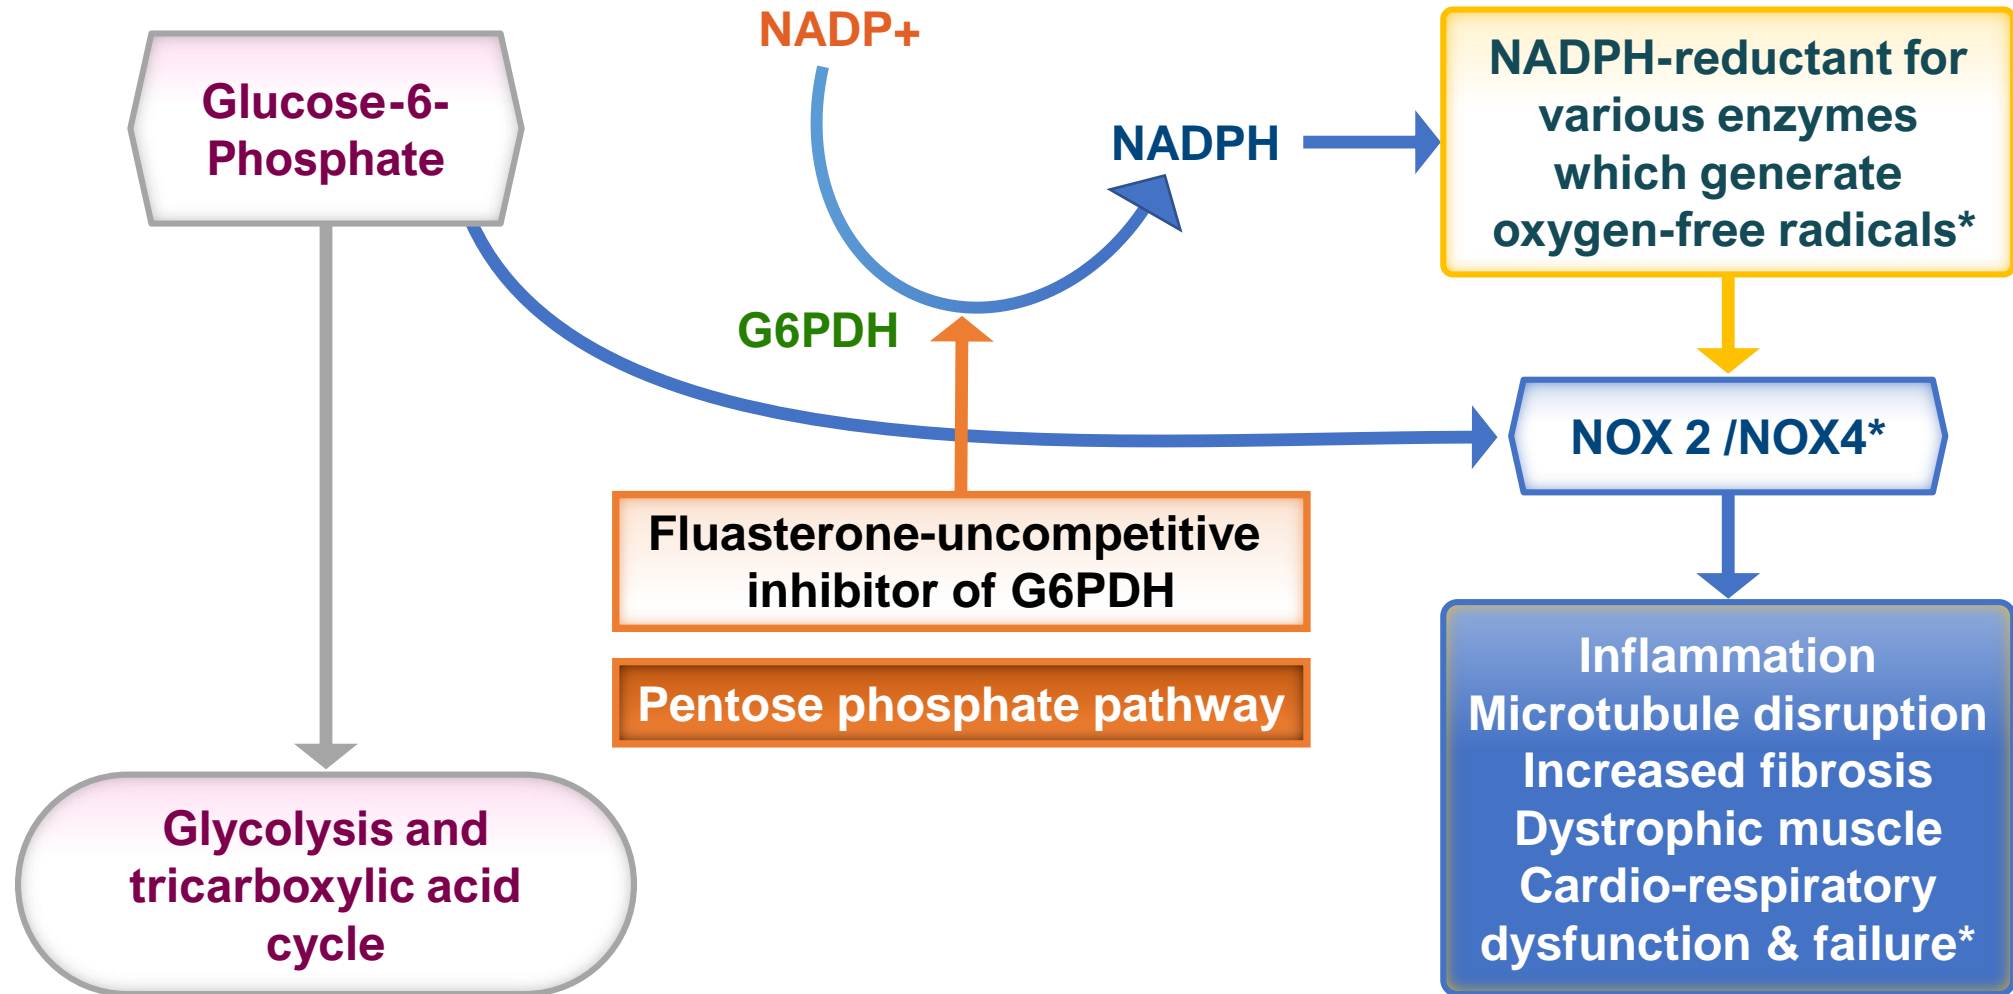 Glucose-6-
Phosphate
NADP+
NADPH
G6PDH
NADPH-reductant for
various enzymes
which generate
oxygen-free radicals*
NOX 2 /NOX4*
Fluasterone-uncompetitive
inhibitor of G6PDH
Pentose phosphate pathway
Glycolysis and
tricarboxylic acid
cycle
Inflammation
Microtubule disruption
Increased fibrosis
Dystrophic muscle
Cardio-respiratory
dysfunction & failure*